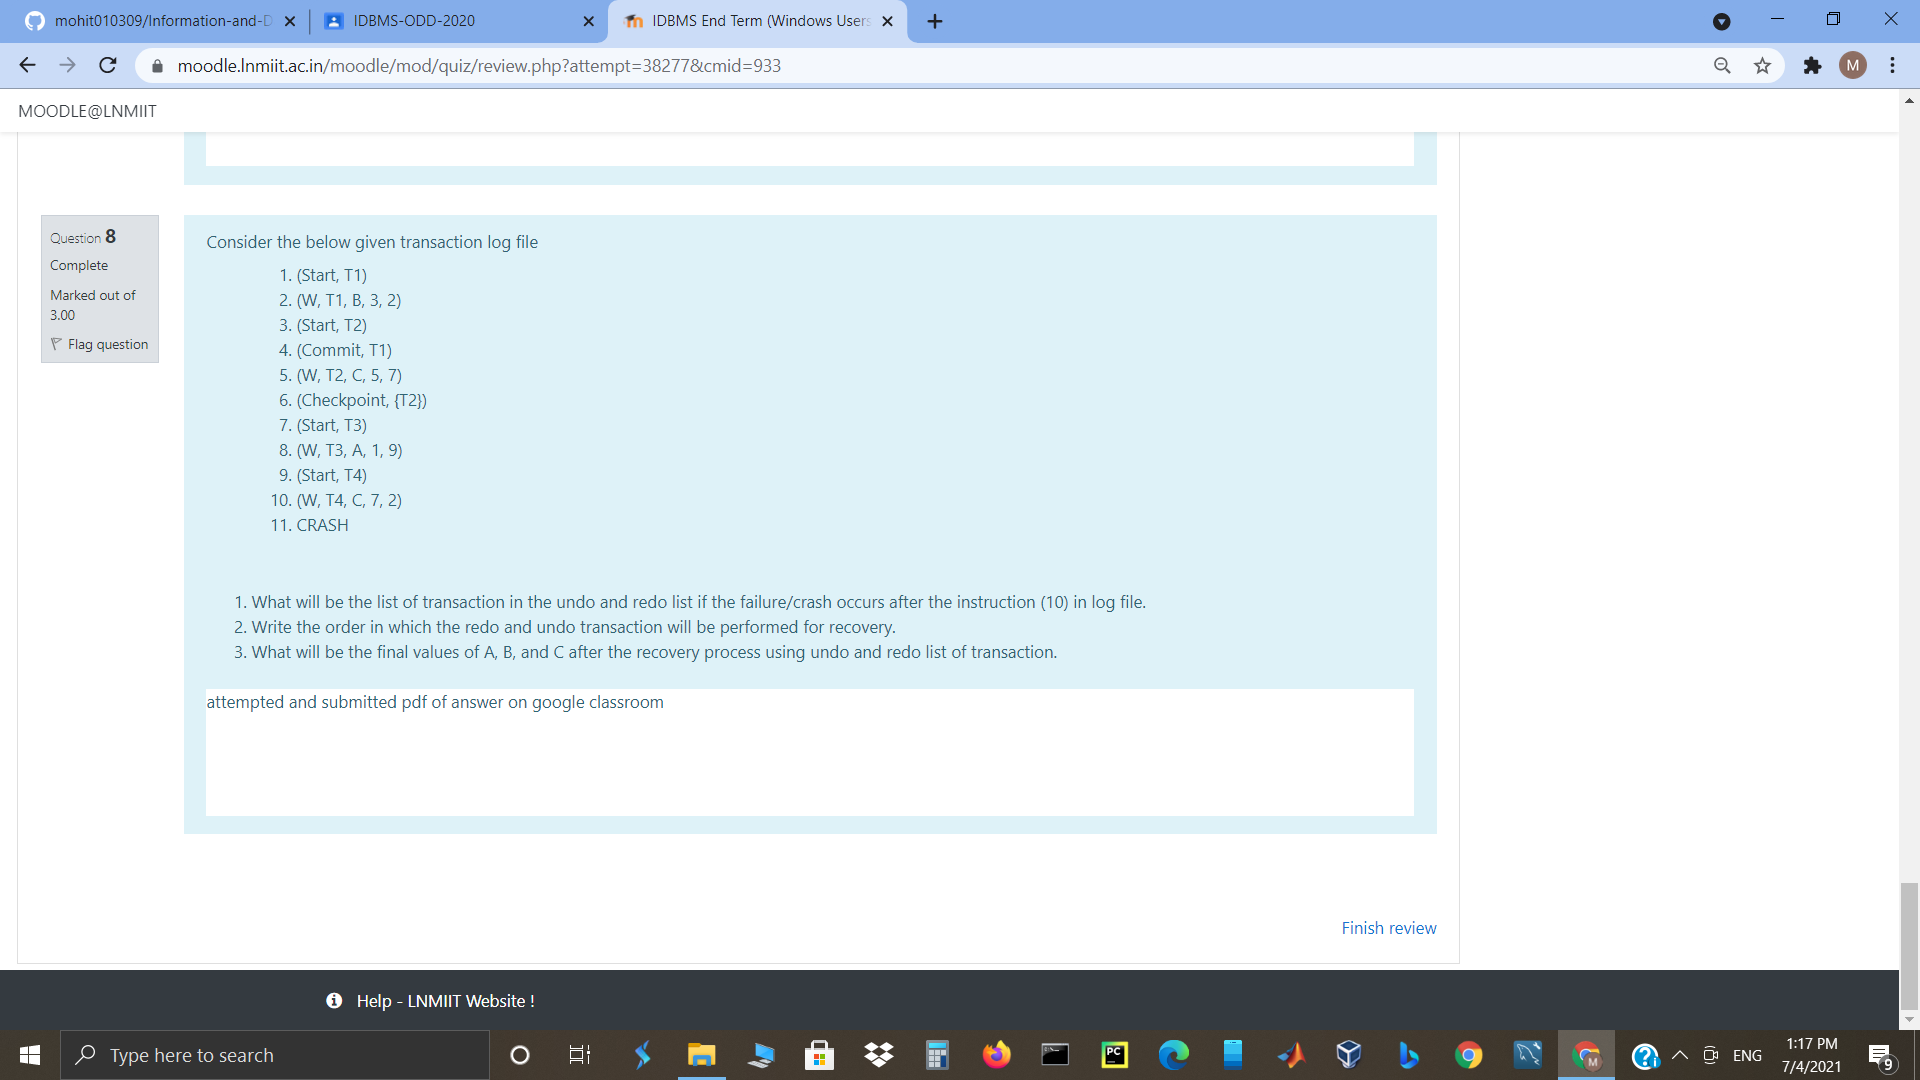 mohit010309/Information-and-D
IDBMS-ODD-2020
IDBMS End Term (Windows Users
moodle.lnmiit.ac.in/moodle/mod/quiz/review.php?attempt=38277&cmid=933
M
MOODLE@LNMIIT
Question 8
Complete
Marked out of
3.00
Flag question
Consider the below given transaction log file
1. (Start, T1)
2. (W, T1, B, 3, 2)
3. (Start, T2)
4. (Commit, T1)
5. (W, T2, C, 5, 7)
6. (Checkpoint, {T2})
7. (Start, T3)
8. (W, T3, A, 1, 9)
9. (Start, T4)
10. (W, T4, C, 7, 2)
11. CRASH
1. What will be the list of transaction in the undo and redo list if the failure/crash occurs after the instruction (10) in log file.
2. Write the order in which the redo and undo transaction will be performed for recovery.
3. What will be the final values of A, B, and C after the recovery process using undo and redo list of transaction.
attempted and submitted pdf of answer on google classroom
Finish review
Help - LNMIIT Website !
Type here to search
PC
M
ENG
1:17 PM
7/4/2021
9